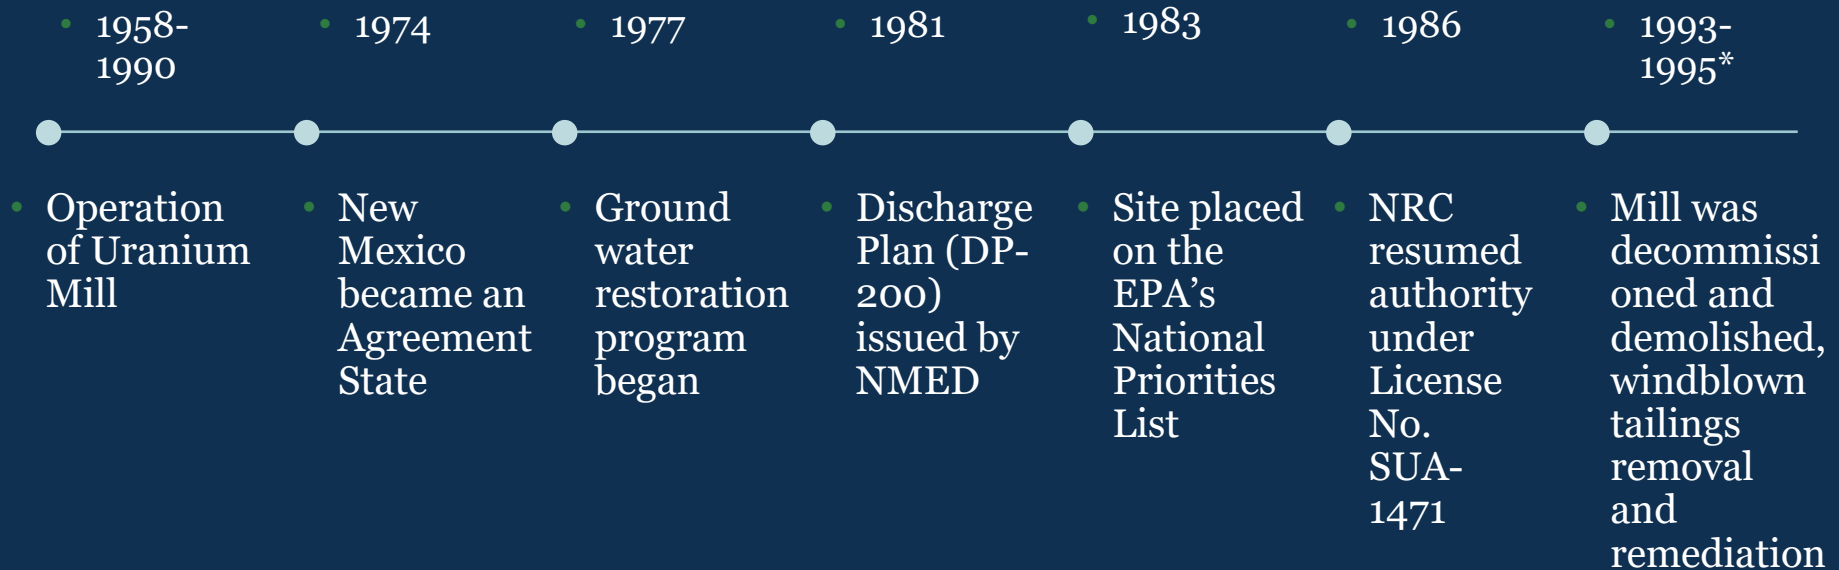 1958-
1990
1974
1977
1981
1983
1986
1993-
1995*
Operation
of Uranium
Mill
New
Mexico
became an
Agreement
State
Ground
water
restoration
program
began
Discharge
Plan (DP-
200)
issued by
NMED
Site placed
on the
EPA’s
National
Priorities
List
NRC
resumed
authority
under
License
No.
SUA-
1471
Mill was
decommissi
oned and
demolished,
windblown
tailings
removal
and
remediation